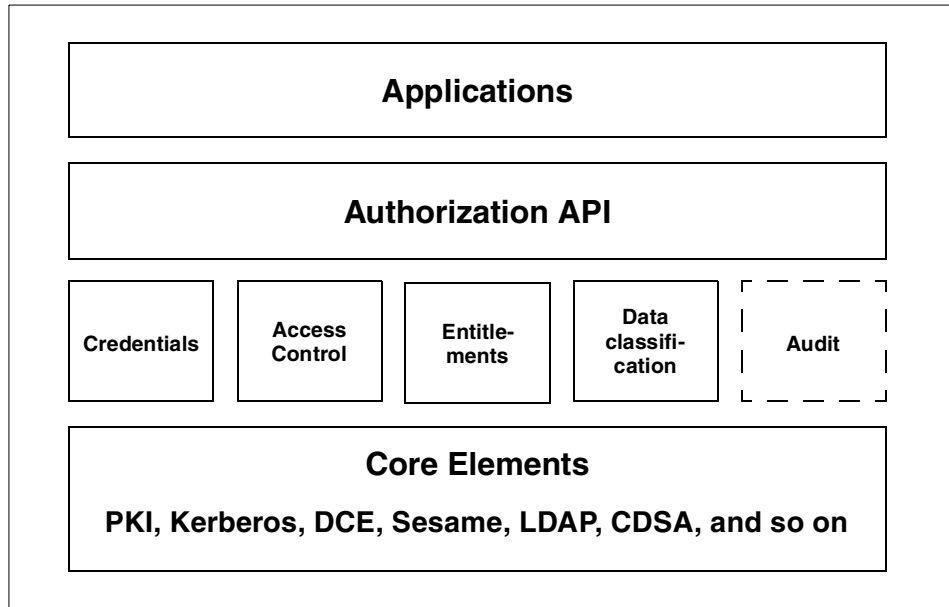 Applications
Authorization API
Credentials
Access
Control
Entitle-
ments
Data
classifi-
cation
Audit
Core Elements
PKI, Kerberos, DCE, Sesame, LDAP, CDSA, and so on